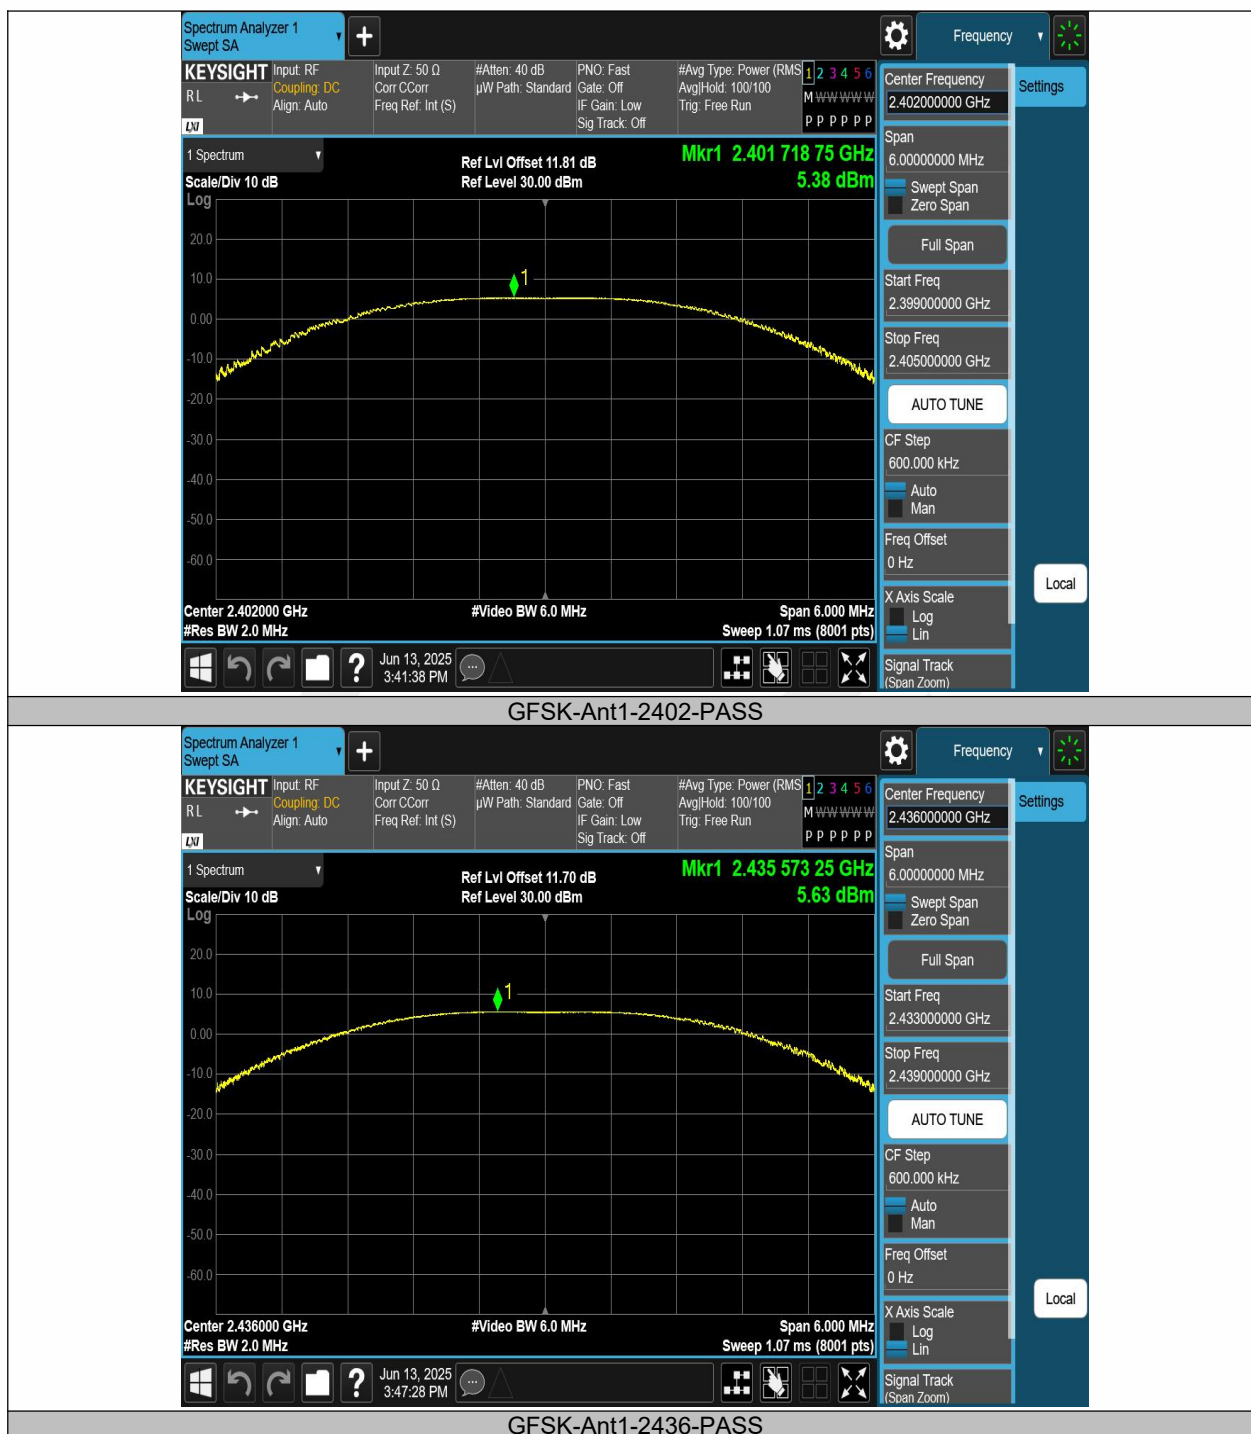 Spectrum Analyzer 1
Swept SA
Frequency
KEYSIGHT
RL
LXI
Input: RF
Coupling: DC
Align: Auto
Input Z: 50 Ω
Corr CCorr
Freq Ref: Int (S)
#Atten: 40 dB
µW Path: Standard
PNO: Fast
Gate: Off
IF Gain: Low
Sig Track: Off
#Avg Type: Power (RMS
Avg|Hold: 100/100
Trig: Free Run
1 2 3 4 5 6
M W W W W W
P P P P P P
1 Spectrum
Scale/Div 10 dB
Log
Ref Lvl Offset 11.81 dB
Ref Level 30.00 dBm
Mkr1 2.401 718 75 GHz
5.38 dBm
20.0
10.0
0.00
-10.0
-20.0
-30.0
-40.0
-50.0
-60.0
1
Center 2.402000 GHz
#Res BW 2.0 MHz
#Video BW 6.0 MHz
Span 6.000 MHz
Sweep 1.07 ms (8001 pts)
Jun 13, 2025
3:41:38 PM
Center Frequency
2.402000000 GHz
Settings
Span
6.00000000 MHz
Swept Span
Zero Span
Full Span
Start Freq
2.399000000 GHz
Stop Freq
2.405000000 GHz
AUTO TUNE
CF Step
600.000 kHz
Auto
Man
Freq Offset
0 Hz
Local
X Axis Scale
Log
Lin
Signal Track
(Span Zoom)
GFSK-Ant1-2402-PASS
Spectrum Analyzer 1
Swept SA
Frequency
KEYSIGHT
RL
LXI
Input: RF
Coupling: DC
Align: Auto
Input Z: 50 Ω
Corr CCorr
Freq Ref: Int (S)
#Atten: 40 dB
µW Path: Standard
PNO: Fast
Gate: Off
IF Gain: Low
Sig Track: Off
#Avg Type: Power (RMS
Avg|Hold: 100/100
Trig: Free Run
1 2 3 4 5 6
M W W W W W
P P P P P P
1 Spectrum
Scale/Div 10 dB
Log
Ref Lvl Offset 11.70 dB
Ref Level 30.00 dBm
Mkr1 2.435 573 25 GHz
5.63 dBm
20.0
10.0
0.00
-10.0
-20.0
-30.0
-40.0
-50.0
-60.0
1
Center 2.436000 GHz
#Res BW 2.0 MHz
#Video BW 6.0 MHz
Span 6.000 MHz
Sweep 1.07 ms (8001 pts)
Jun 13, 2025
3:47:28 PM
Center Frequency
2.436000000 GHz
Settings
Span
6.00000000 MHz
Swept Span
Zero Span
Full Span
Start Freq
2.433000000 GHz
Stop Freq
2.439000000 GHz
AUTO TUNE
CF Step
600.000 kHz
Auto
Man
Freq Offset
0 Hz
Local
X Axis Scale
Log
Lin
Signal Track
(Span Zoom)
GFSK-Ant1-2436-PASS